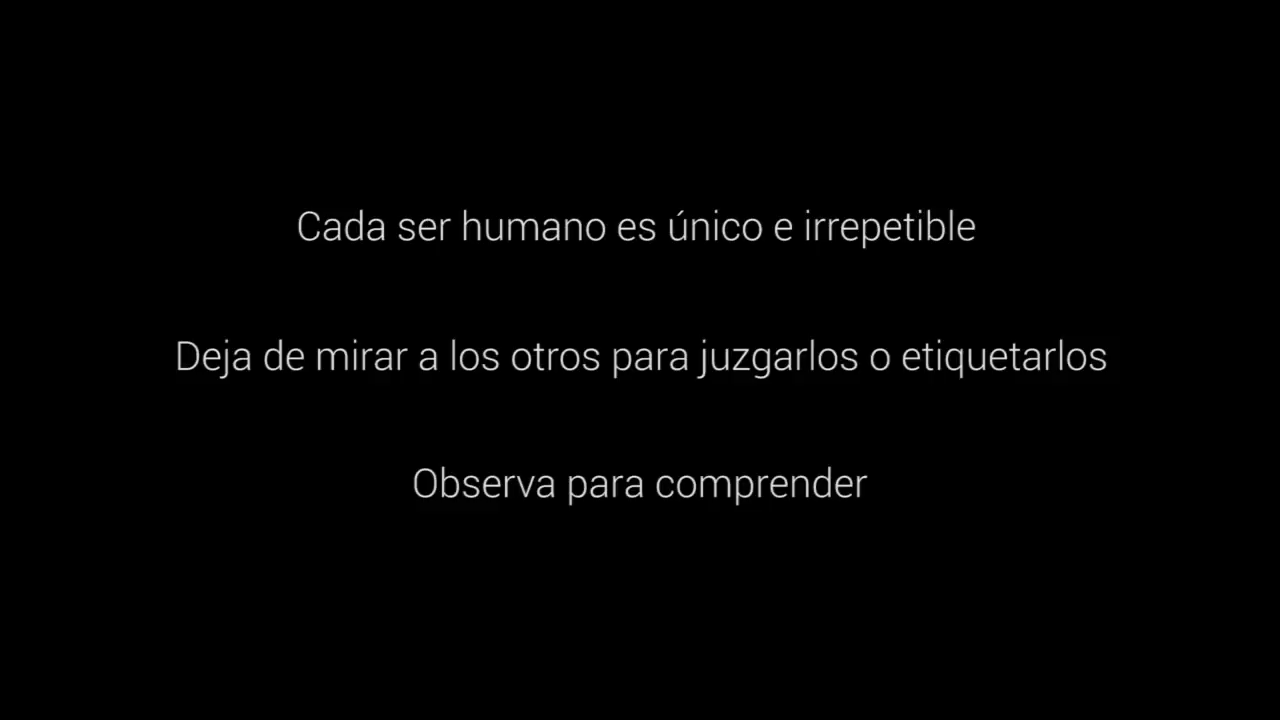 Cada ser humano es único e irrepetible
Deja de mirar a los otros para juzgarlos o etiquetarlos
Observa para comprender